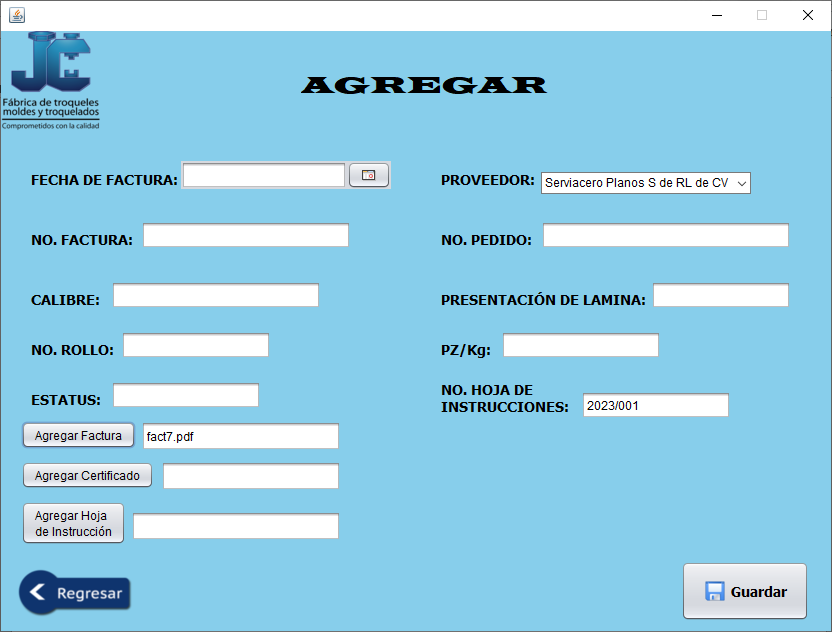 JC
Fábrica de troqueles
moldes y troquelados
Comprometidos con la calidad
AGREGAR
FECHA DE FACTURA:
PROVEEDOR: Serviacero Planos S de RL de CV
NO. FACTURA:
NO. PEDIDO:
CALIBRE:
PRESENTACIÓN DE LAMINA:
NO. ROLLO:
PZ/Kg:
ESTATUS:
NO. HOJA DE
INSTRUCCIONES: 2023/001
Agregar Factura fact7.pdf
Agregar Certificado
Agregar Hoja
de Instrucción
Regresar
Guardar